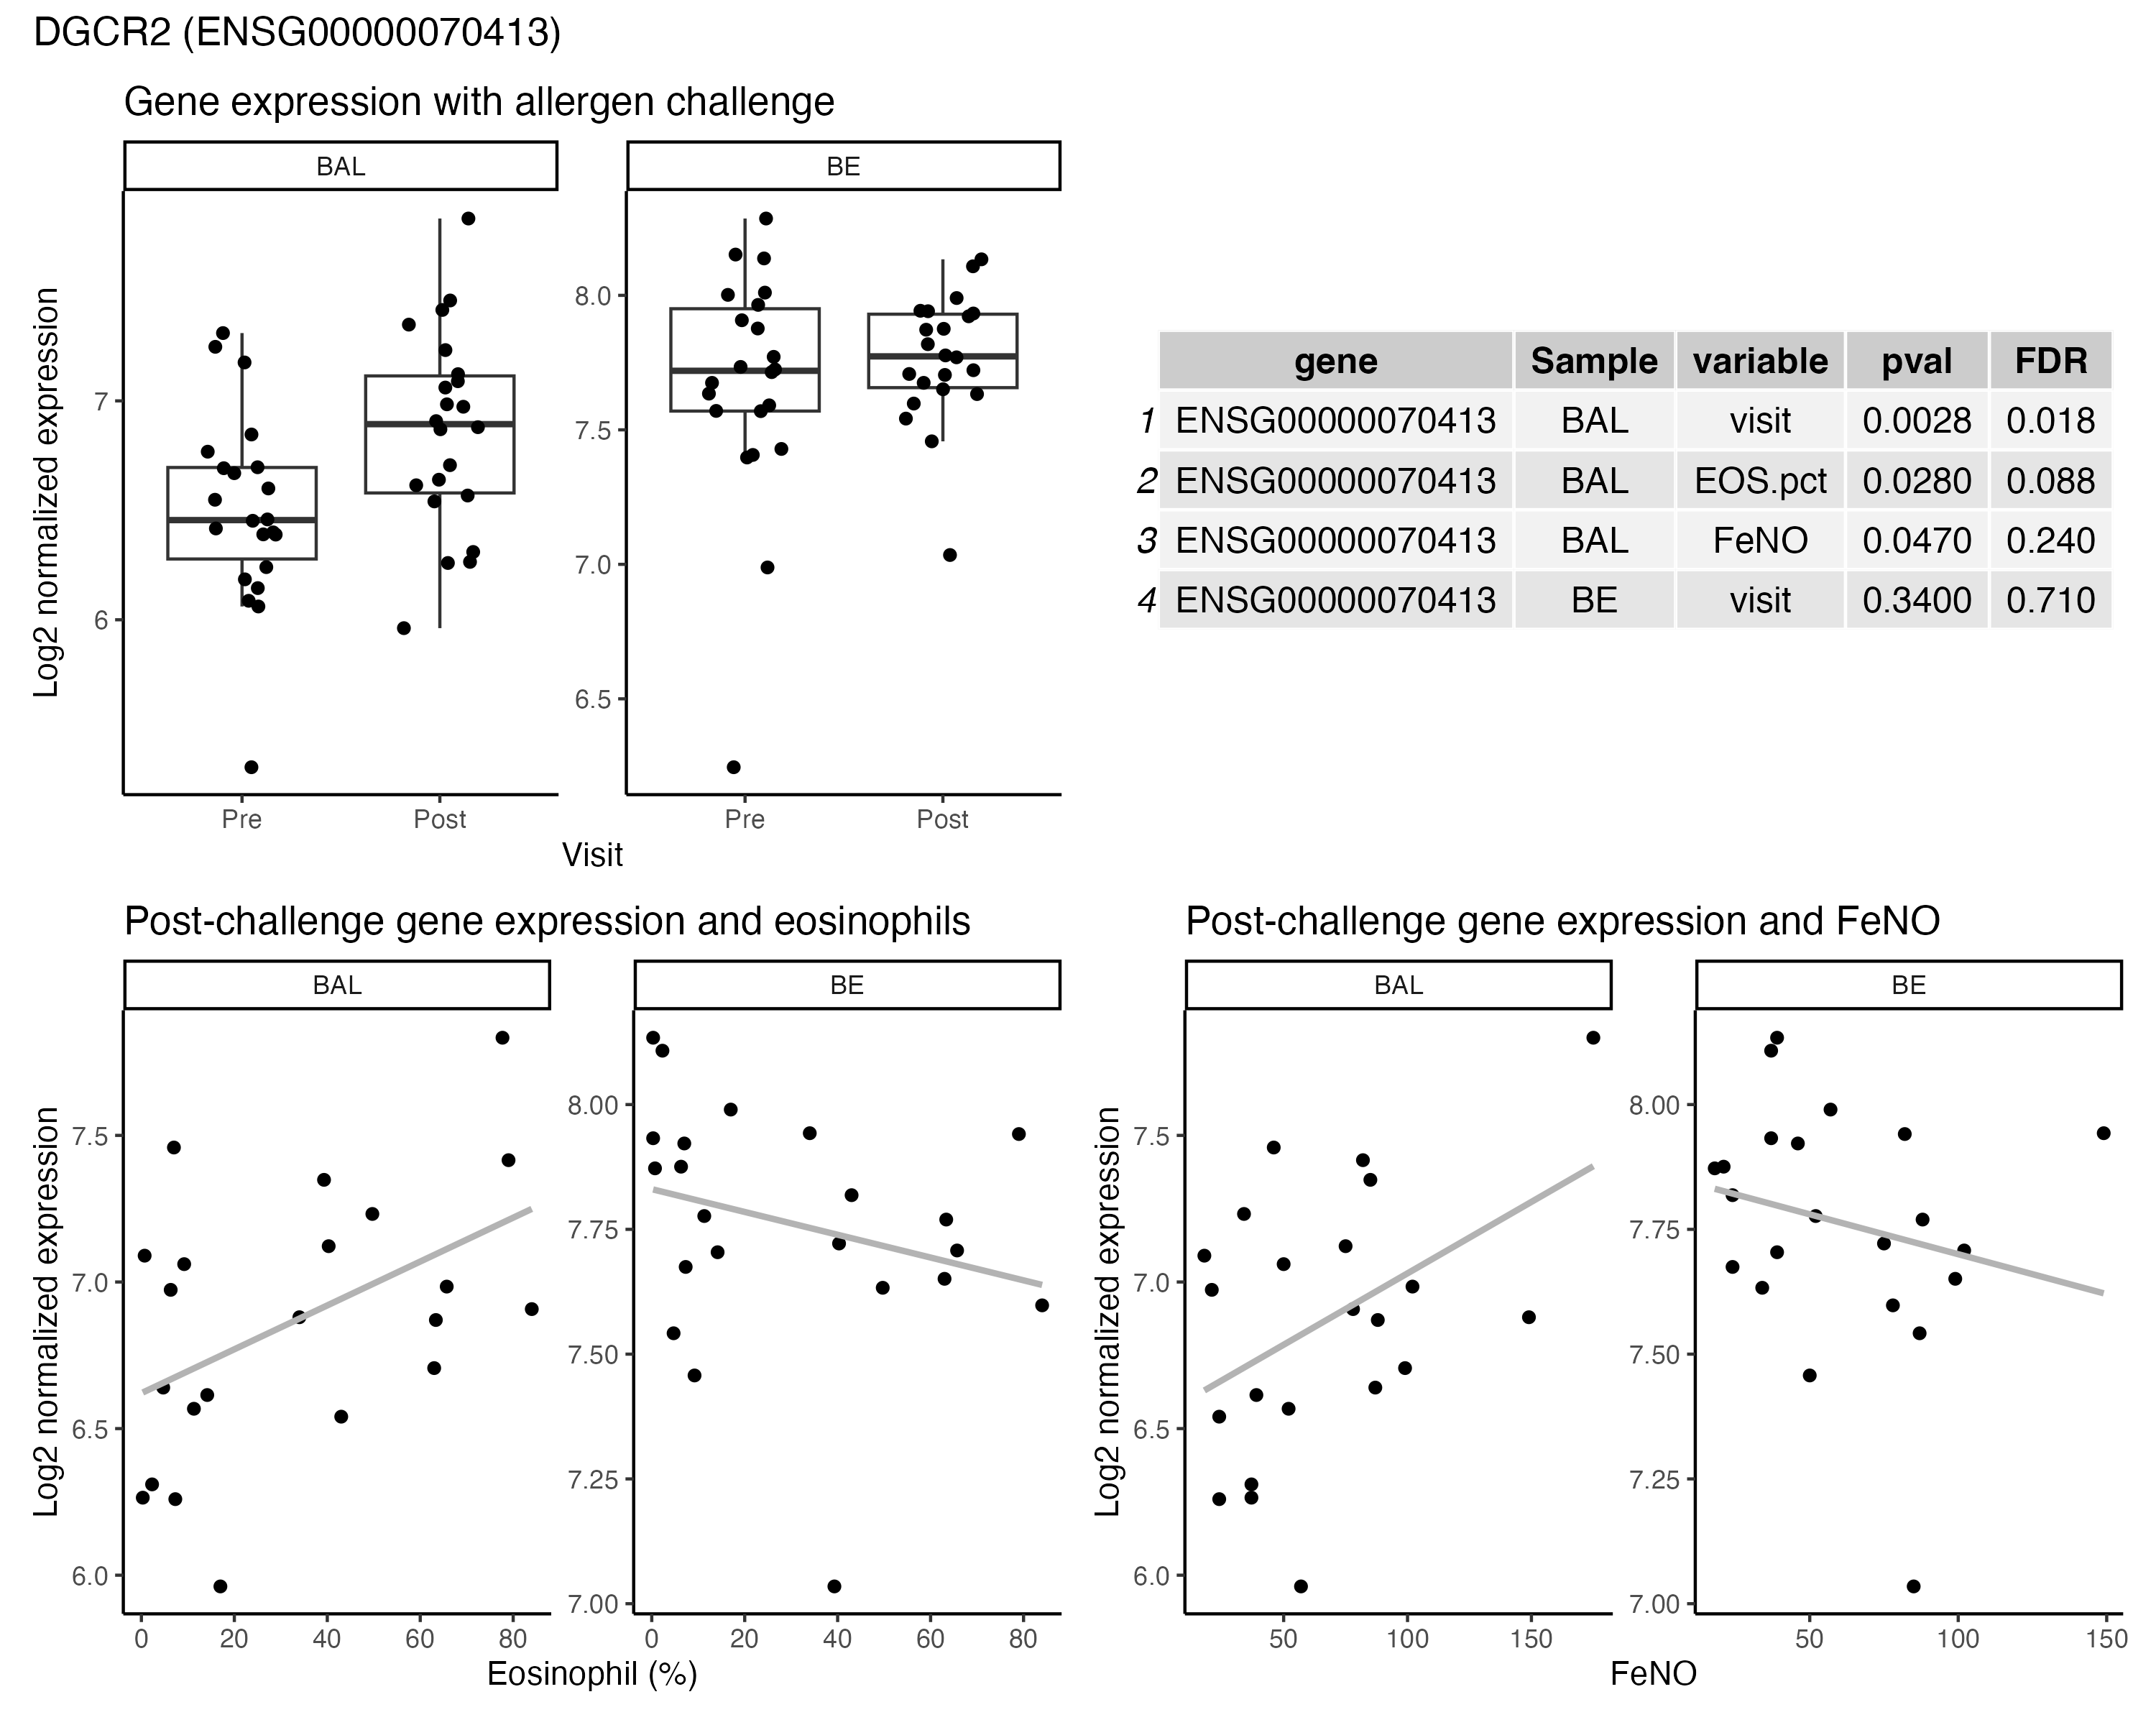 DGCR2 (ENSG00000070413)
Gene expression with allergen challenge
BAL BE
Log2 normalized expression
7
6
8.0
7.5
7.0
6.5
Pre Post Pre Post
Visit
gene Sample variable pval FDR
1 ENSG00000070413 BAL visit 0.0028 0.018
2 ENSG00000070413 BAL EOS.pct 0.0280 0.088
3 ENSG00000070413 BAL FeNO 0.0470 0.240
4 ENSG00000070413 BE visit 0.3400 0.710
Post-challenge gene expression and eosinophils
BAL BE
Log2 normalized expression
7.5
7.0
6.5
6.0
8.00
7.75
7.50
7.25
7.00
0 20 40 60 80 0 20 40 60 80
Eosinophil (%)
Post-challenge gene expression and FeNO
BAL BE
Log2 normalized expression
7.5
7.0
6.5
6.0
8.00
7.75
7.50
7.25
7.00
50 100 150 50 100 150
FeNO